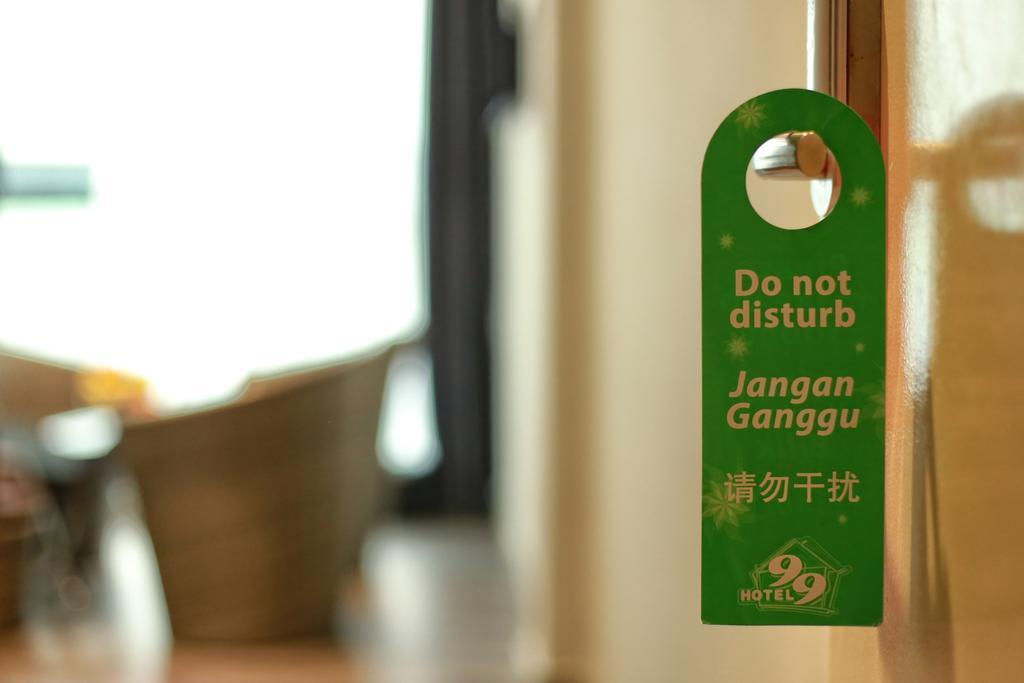 Do not
disturb
Jangan
Ganggu
请勿干扰
99
HOTEL